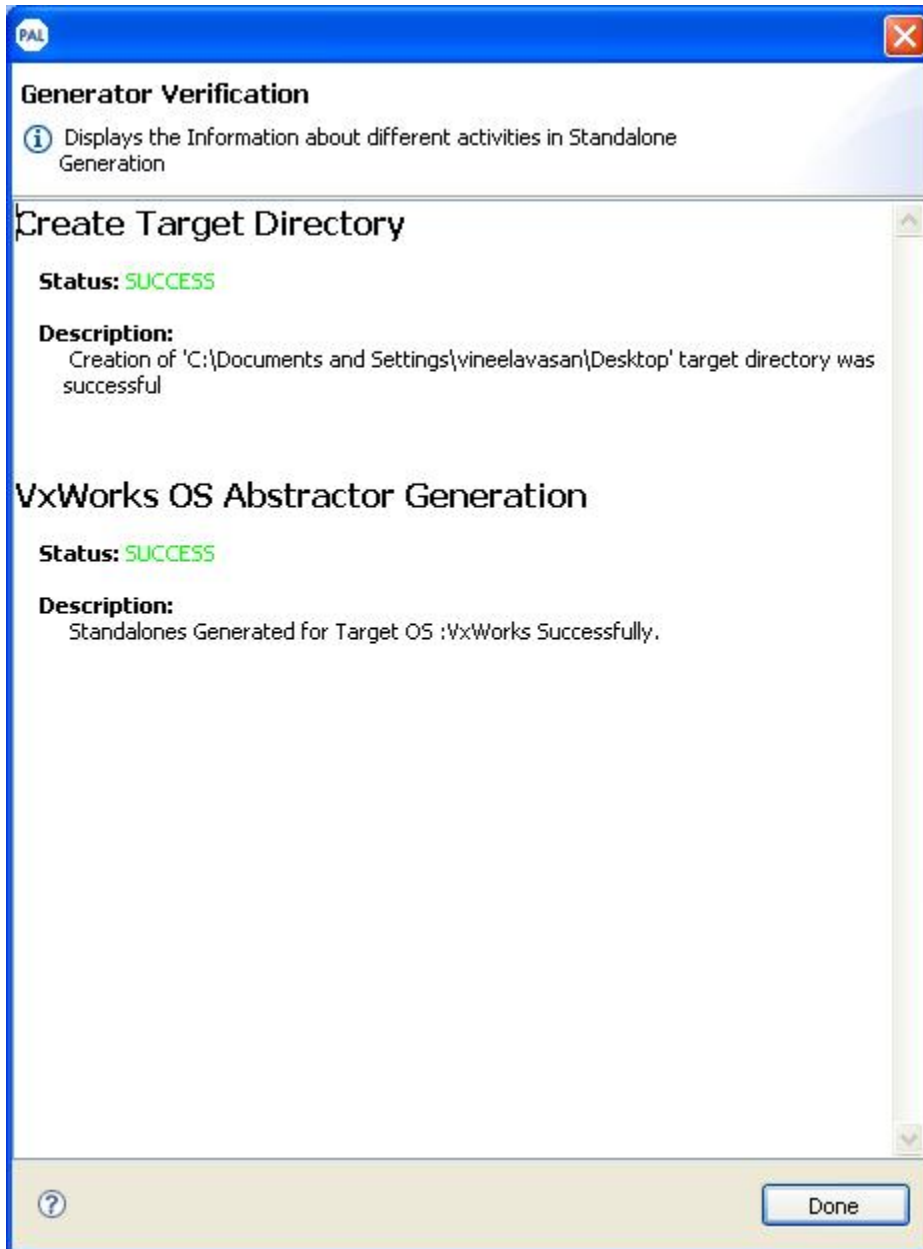 PAL
Generator Verification
Displays the Information about different activities in Standalone
Generation
Create Target Directory
Status: SUCCESS
Description:
Creation of 'C:\Documents and Settings\vineelavasan\Desktop' target directory was
successful
VxWorks OS Abstractor Generation
Status: SUCCESS
Description:
Standalones Generated for Target OS :VxWorks Successfully.
Done